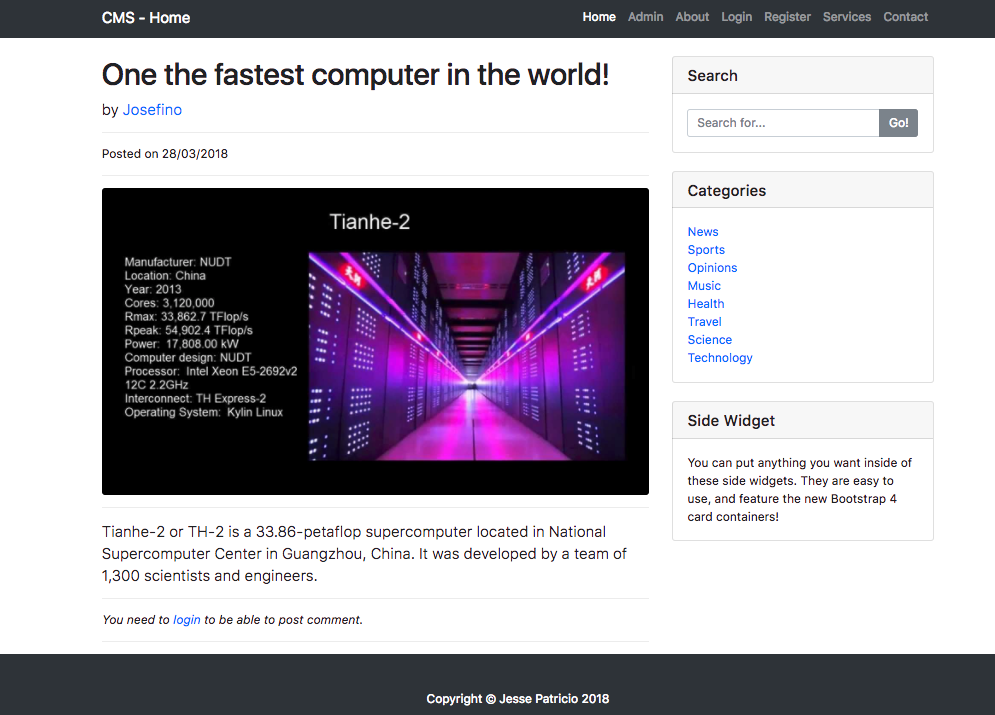 CMS - Home
Home Admin About Login Register Services Contact
One the fastest computer in the world!
by Josefino
Posted on 28/03/2018
Tianhe-2
Manufacturer: NUDT
Location: China
Year: 2013
Cores: 3,120,000
Rmax: 33,862.7 TFlop/s
Rpeak: 54,902.4 TFlop/s
Power: 17,808.00 kW
Computer design: NUDT
Processor: Intel Xeon E5-2692v2
12C 2.2GHz
Interconnect: TH Express-2
Operating System: Kylin Linux
Tianhe-2 or TH-2 is a 33.86-petaflop supercomputer located in National
Supercomputer Center in Guangzhou, China. It was developed by a team of
1,300 scientists and engineers.
You need to login to be able to post comment.
Search
Search for...
Go!
Categories
News
Sports
Opinions
Music
Health
Travel
Science
Technology
Side Widget
You can put anything you want inside of
these side widgets. They are easy to
use, and feature the new Bootstrap 4
card containers!
Copyright © Jesse Patricio 2018